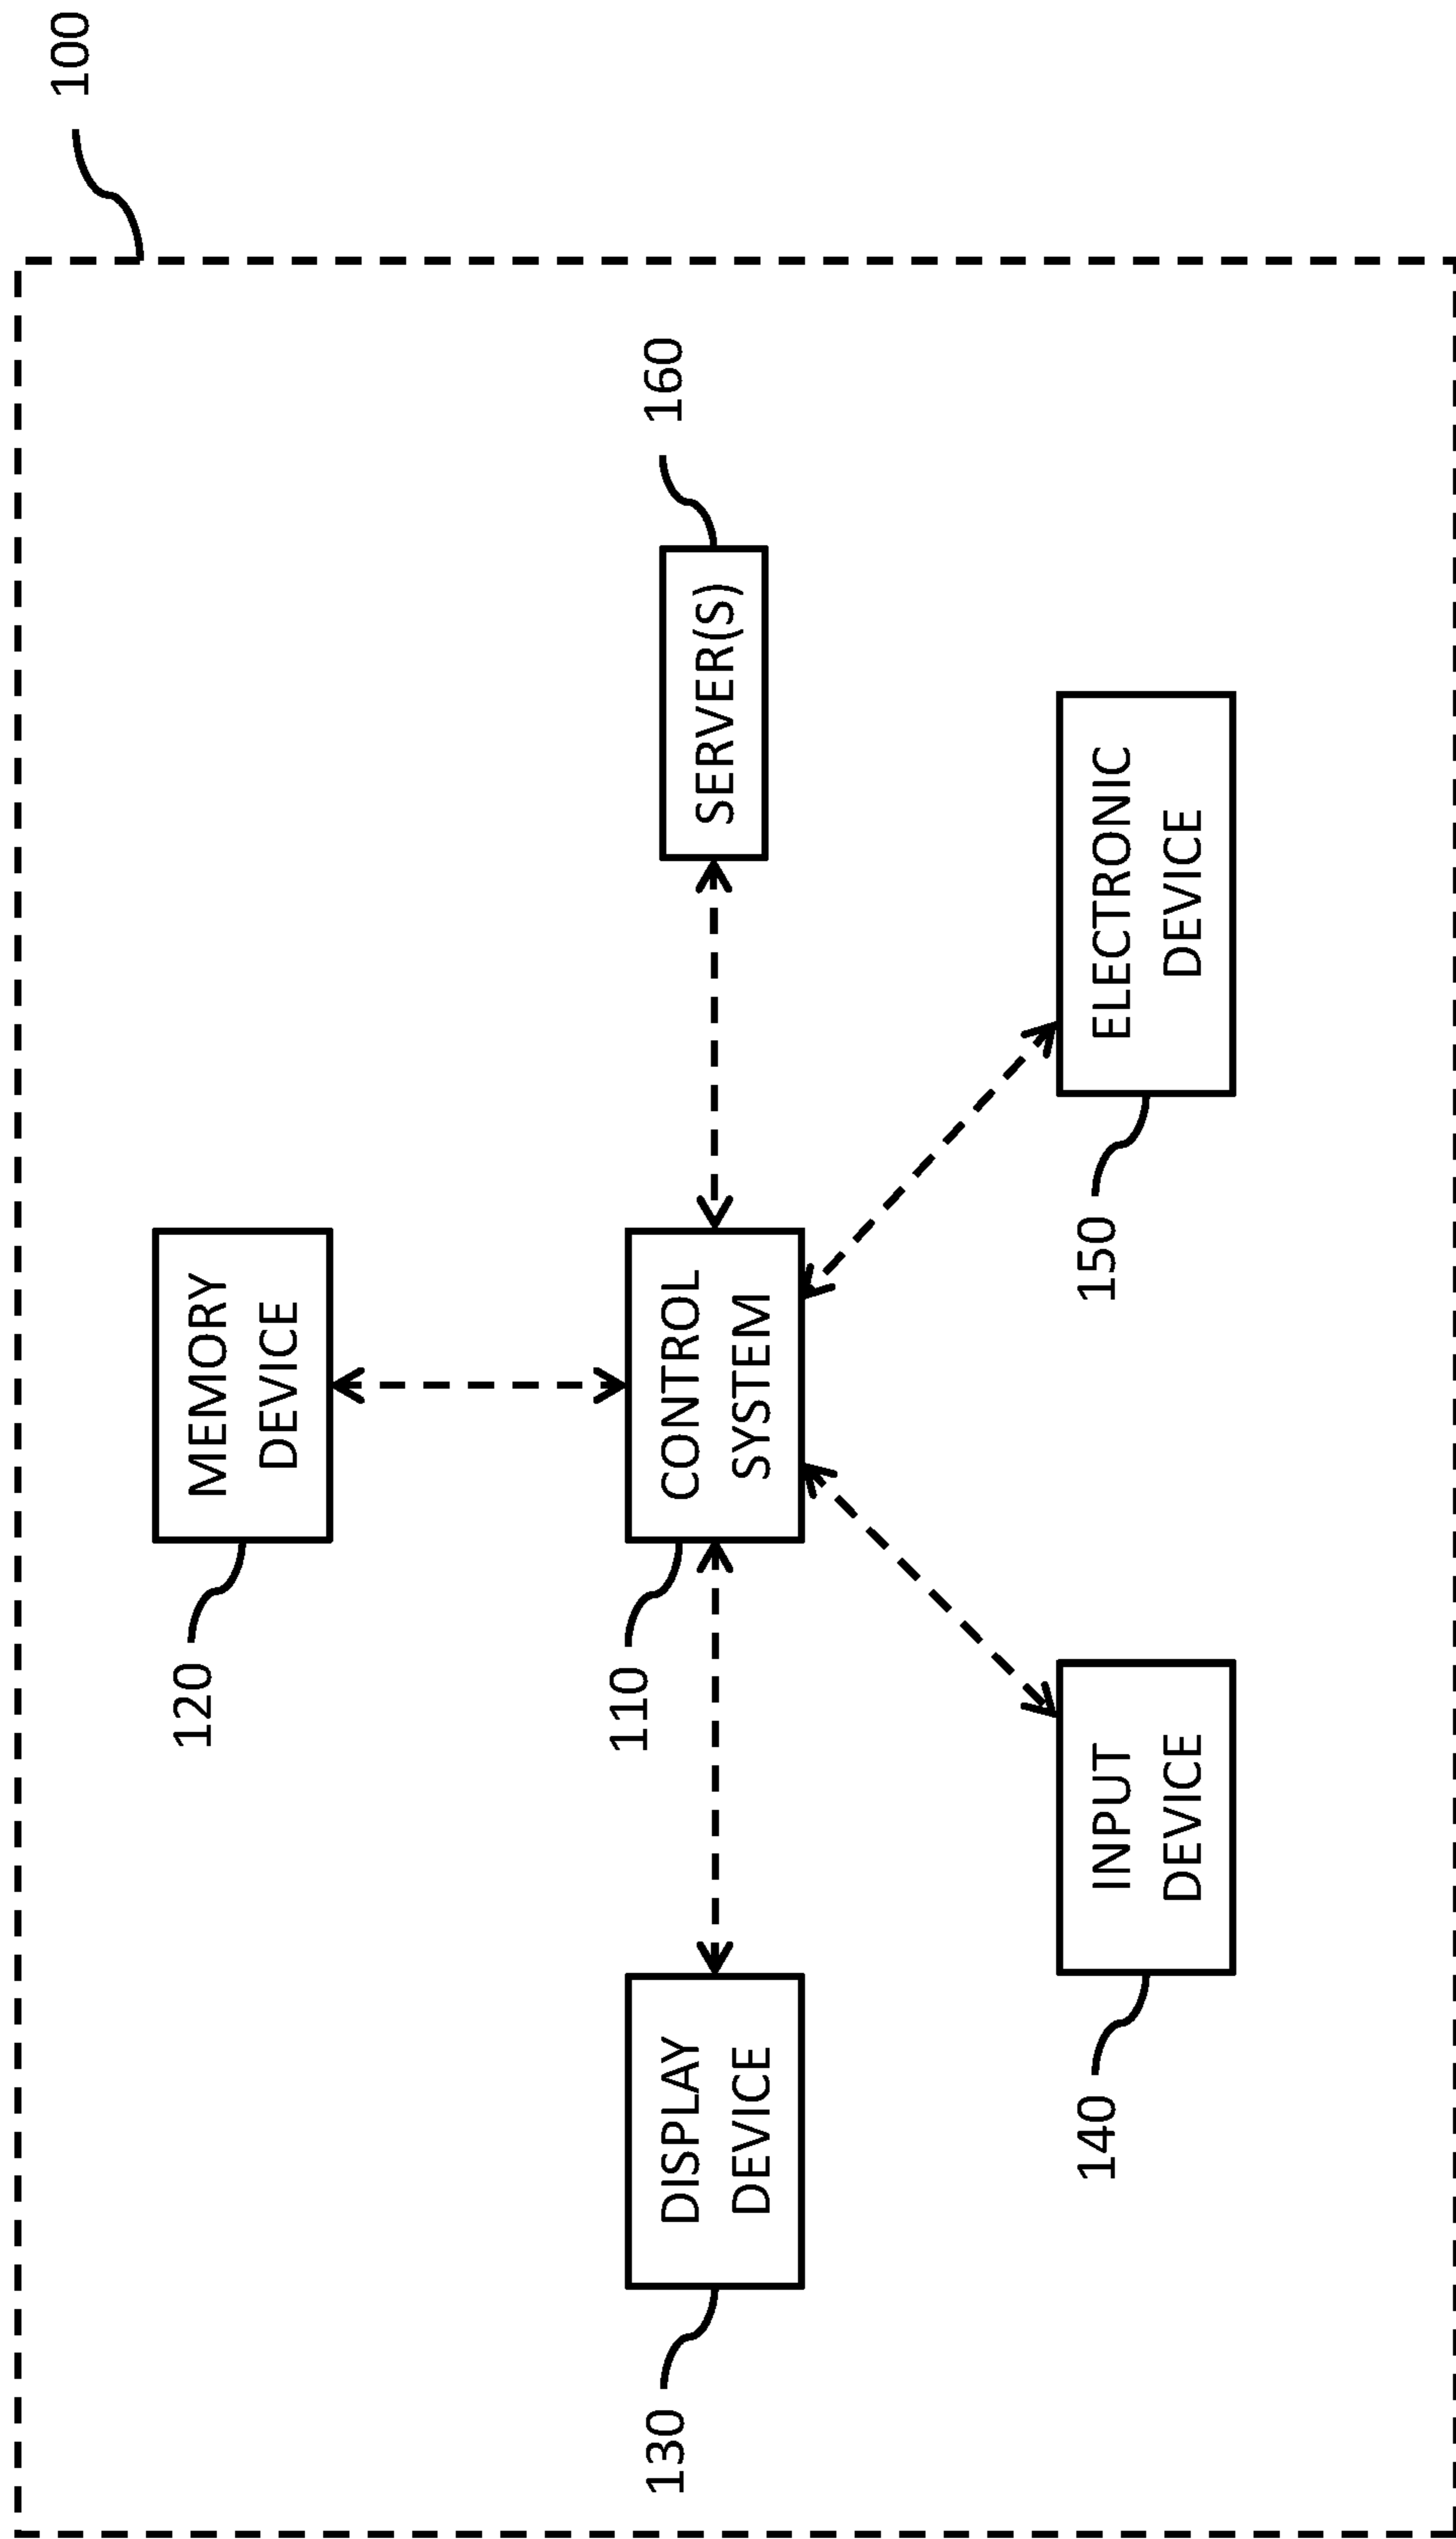 100
MEMORY
DEVICE
120
DISPLAY
DEVICE
130
CONTROL
SYSTEM
110
SERVER(S)
160
INPUT
DEVICE
140
ELECTRONIC
DEVICE
150